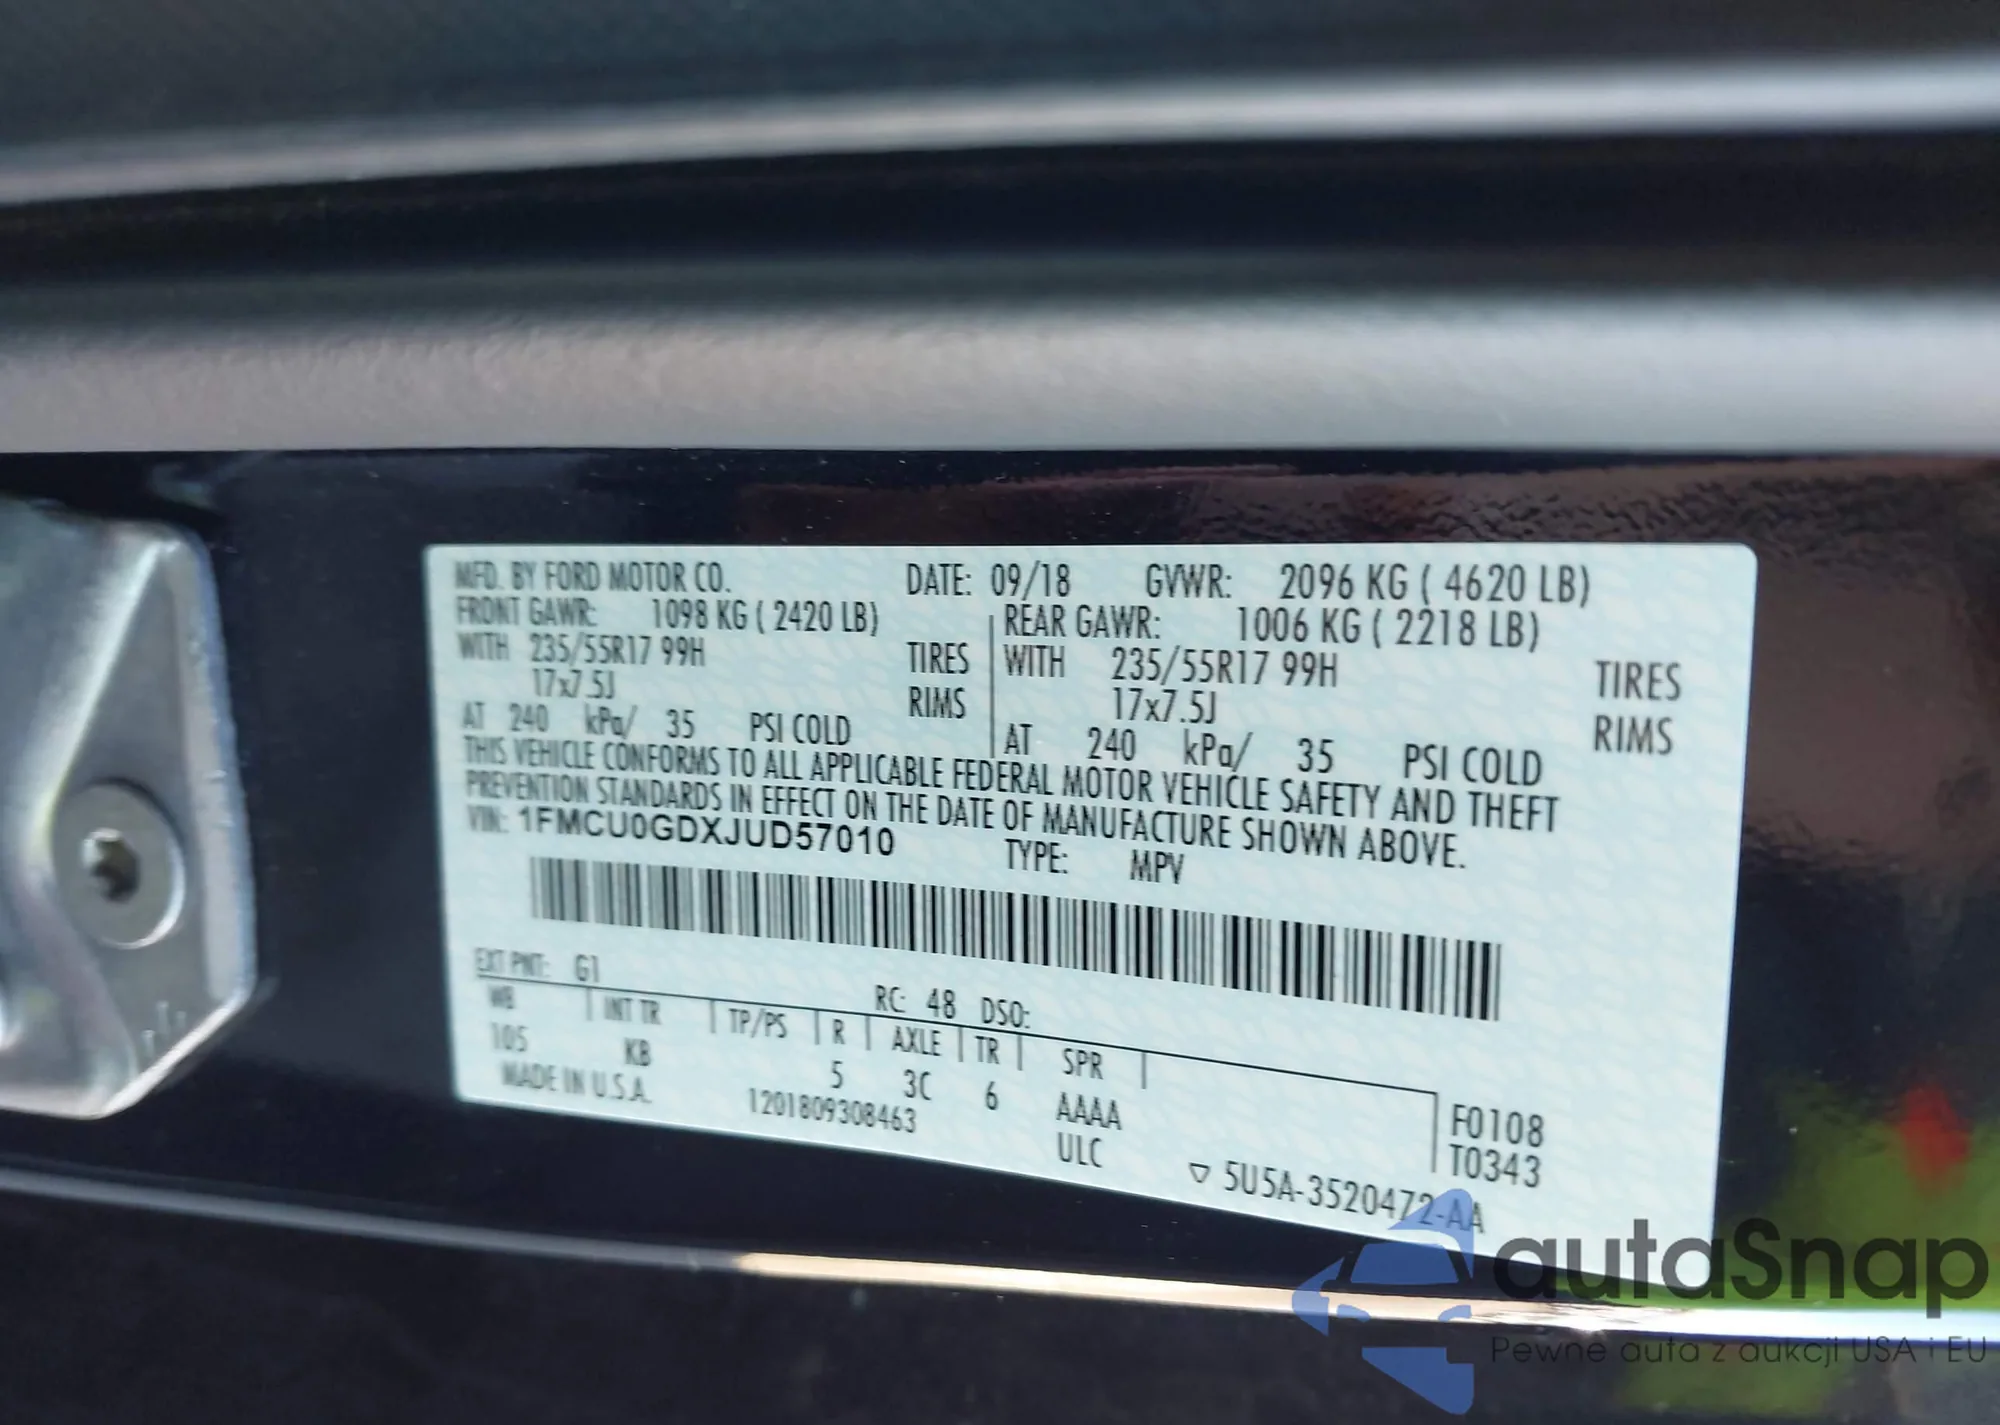 MFD. BY FORD MOTOR CO. DATE: 09/18 GVWR: 2096 KG ( 4620 LB)
FRONT GAWR: 1098 KG ( 2420 LB) REAR GAWR: 1006 KG ( 2218 LB)
WITH 235/55R17 99H TIRES WITH 235/55R17 99H TIRES
17x7.5J RIMS 17x7.5J RIMS
AT 240 kPa/ 35 PSI COLD AT 240 kPa/ 35 PSI COLD
THIS VEHICLE CONFORMS TO ALL APPLICABLE FEDERAL MOTOR VEHICLE SAFETY AND THEFT
PREVENTION STANDARDS IN EFFECT ON THE DATE OF MANUFACTURE SHOWN ABOVE.
VIN: 1FMCU0GDXJUD57010 TYPE: MPV
EXT PNT: G1 RC: 48 DSO:
WB INT TR TP/PS R AXLE TR SPR
105 KB 5 3C 6 AAAA F0108
MADE IN U.S.A. 1201809308463 ULC T0343
▽ 5U5A-3520472-AA
autaSnap
Pewne auta z aukcji USA i EU